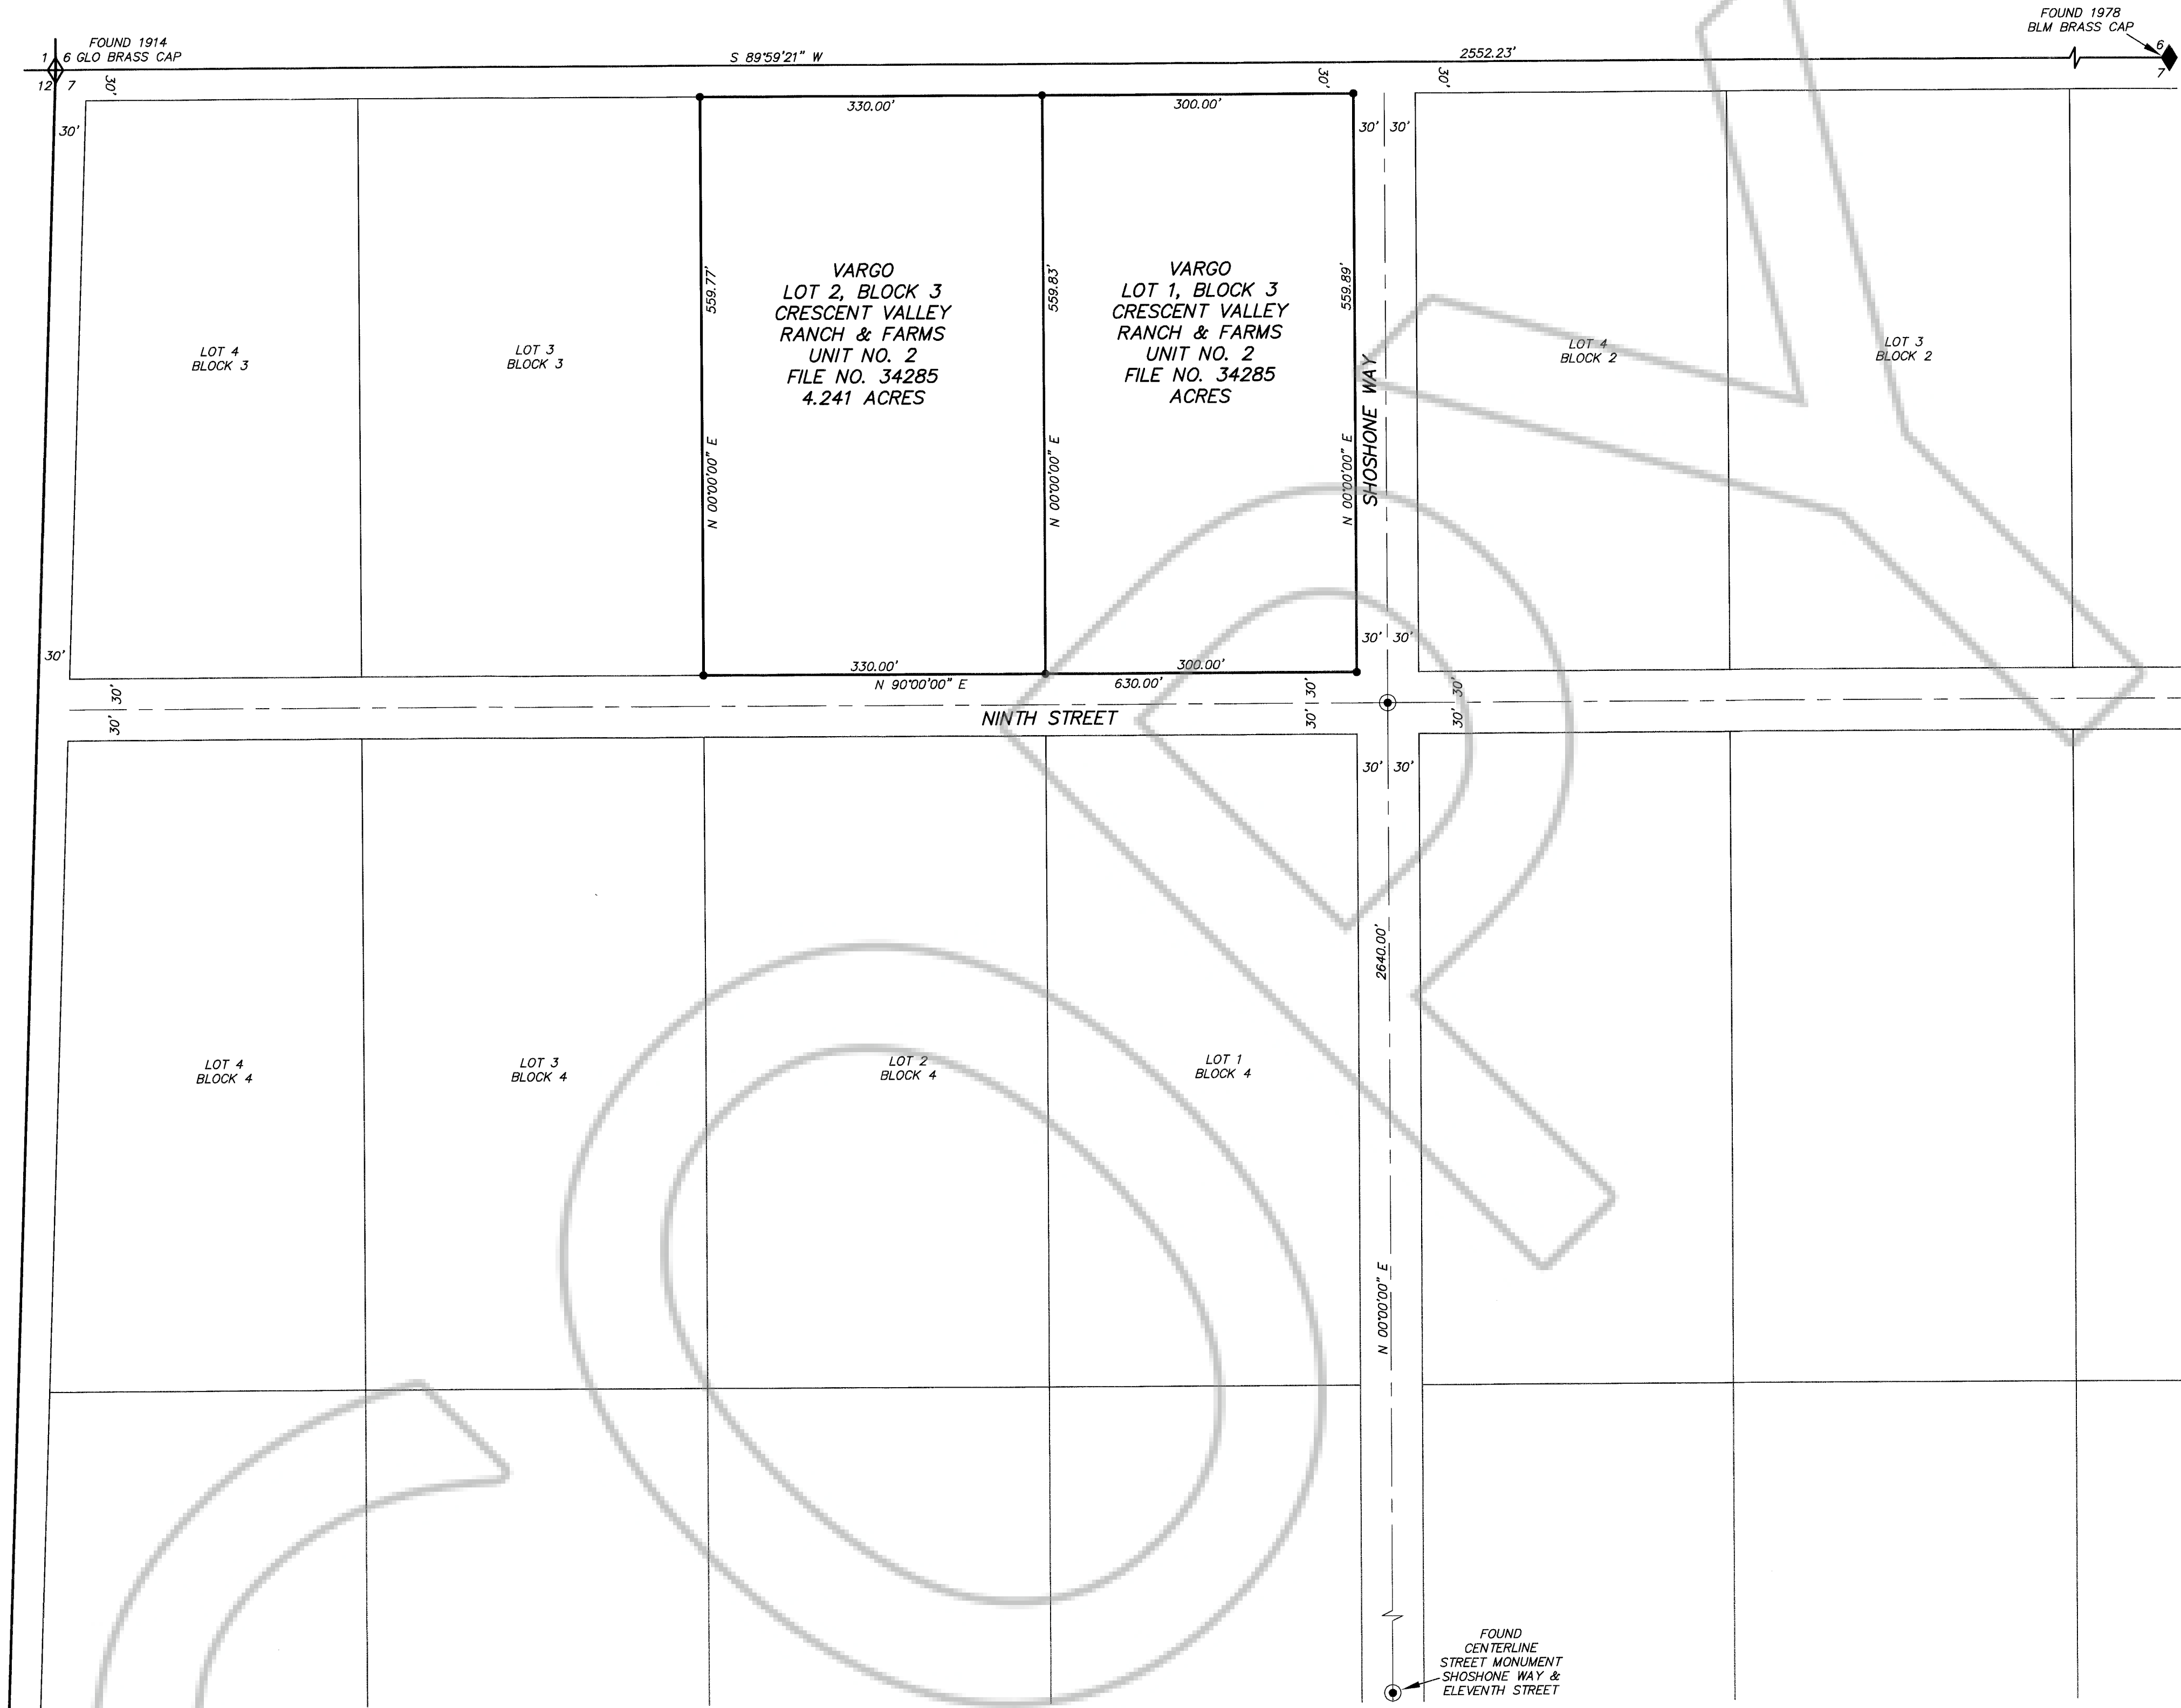 FOUND 1914
GLO BRASS CAP
1 6
12 7
S 89°59'21" W
2552.23'
FOUND 1978
BLM BRASS CAP
6
7
30'
30'
30'
30'
330.00'
300.00'
30' 30'
559.77'
N 00°00'00" E
VARGO
LOT 2, BLOCK 3
CRESCENT VALLEY
RANCH & FARMS
UNIT NO. 2
FILE NO. 34285
4.241 ACRES
559.83'
N 00°00'00" E
VARGO
LOT 1, BLOCK 3
CRESCENT VALLEY
RANCH & FARMS
UNIT NO. 2
FILE NO. 34285
ACRES
559.89'
N 00°00'00" E
SHOSHONE WAY
LOT 4
BLOCK 3
LOT 3
BLOCK 3
LOT 4
BLOCK 2
LOT 3
BLOCK 2
30'
30' 30'
330.00'
300.00'
N 90°00'00" E
630.00'
30' 30'
30' 30'
30' 30'
NINTH STREET
30' 30'
2640.00'
N 00°00'00" E
LOT 4
BLOCK 4
LOT 3
BLOCK 4
LOT 2
BLOCK 4
LOT 1
BLOCK 4
FOUND
CENTERLINE
STREET MONUMENT
SHOSHONE WAY &
ELEVENTH STREET
COPY